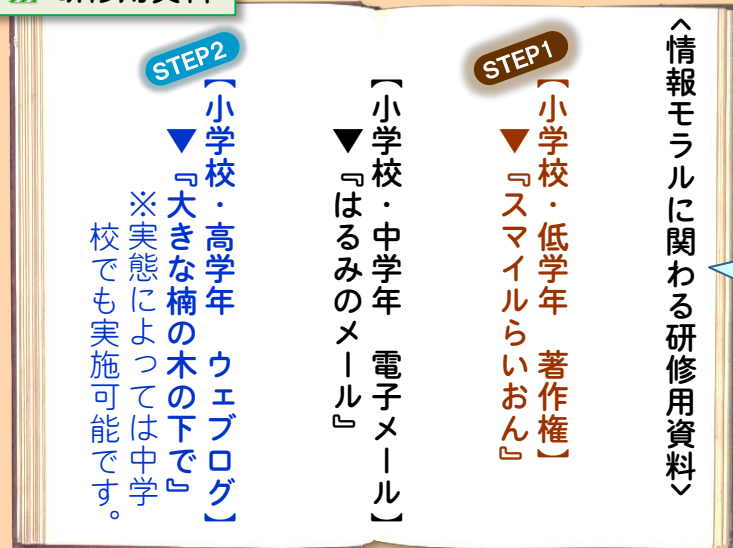 <情報モラルに関わる研修用資料>
STEP1
【小学校・低学年　著作権】
▼『スマイルらいおん』
【小学校・中学年　電子メール】
▼『はるみのメール』
STEP2
【小学校・高学年　ウェブログ】
▼『大きな楠の木の下で』
※実態によっては中学
校でも実施可能です。